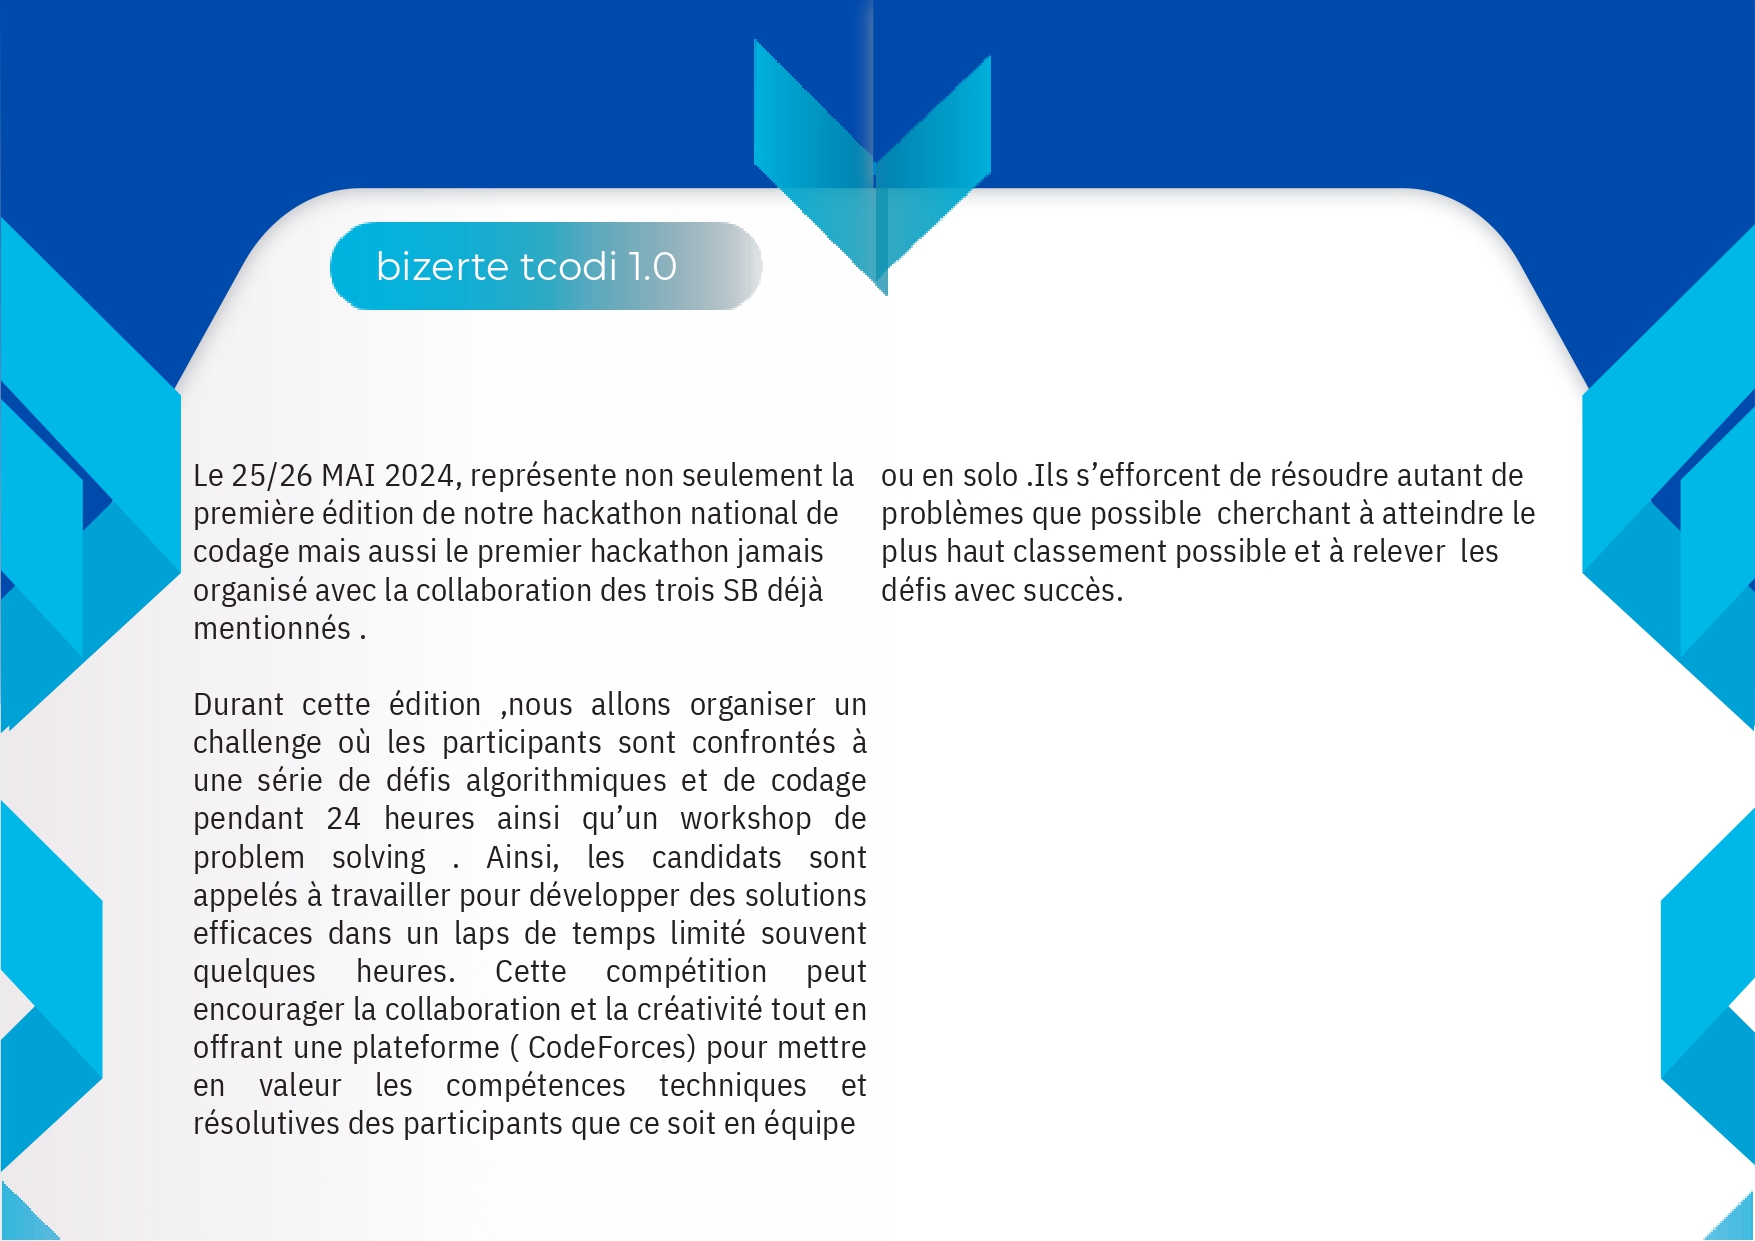 bizerte tcodi 1.0
Le 25/26 MAI 2024, représente non seulement la
première édition de notre hackathon national de
codage mais aussi le premier hackathon jamais
organisé avec la collaboration des trois SB déjà
mentionnés .
Durant cette édition ,nous allons organiser un
challenge où les participants sont confrontés à
une série de défis algorithmiques et de codage
pendant 24 heures ainsi qu’un workshop de
problem solving . Ainsi, les candidats sont
appelés à travailler pour développer des solutions
efficaces dans un laps de temps limité souvent
quelques heures. Cette compétition peut
encourager la collaboration et la créativité tout en
offrant une plateforme ( CodeForces) pour mettre
en valeur les compétences techniques et
résolutives des participants que ce soit en équipe
ou en solo .Ils s’efforcent de résoudre autant de
problèmes que possible  cherchant à atteindre le
plus haut classement possible et à relever  les
défis avec succès.